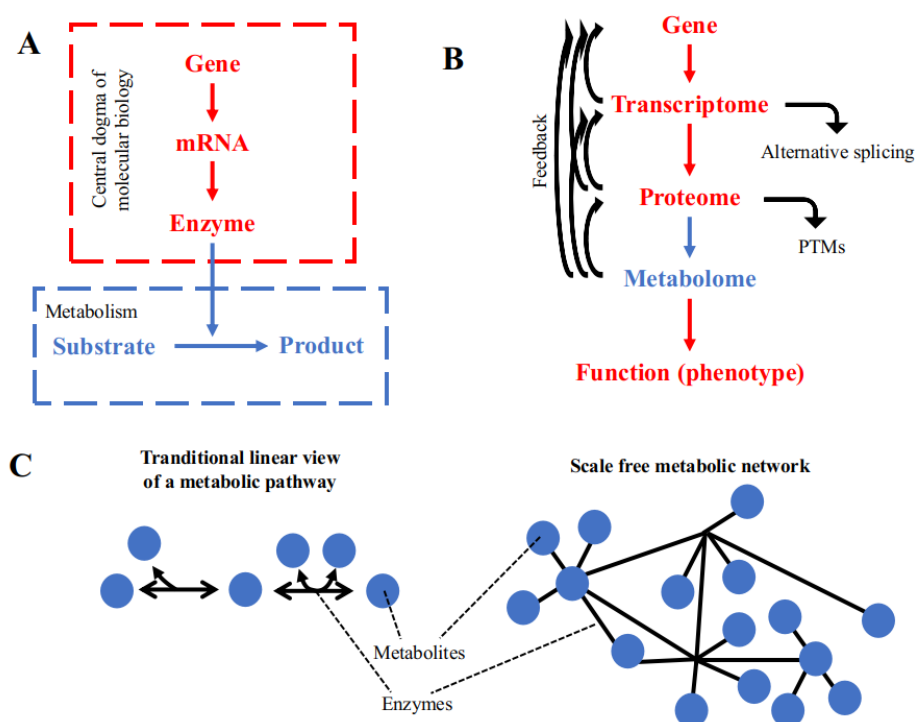 A
Central dogma of
molecular biology
Gene
mRNA
Enzyme
Metabolism
Substrate
Product
B
Feedback
Gene
Transcriptome
Alternative splicing
Proteome
PTMs
Metabolome
Function (phenotype)
C
Tranditional linear view
of a metabolic pathway
Scale free metabolic network
Metabolites
Enzymes